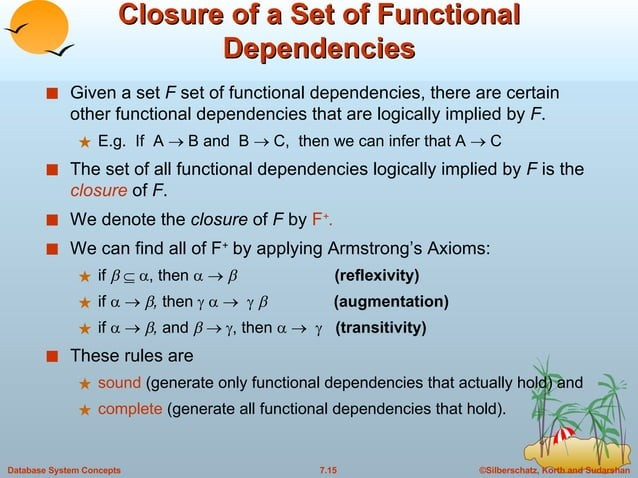 Closure of a Set of Functional
Dependencies
Given a set F set of functional dependencies, there are certain
other functional dependencies that are logically implied by F.
E.g. If A → B and B → C, then we can infer that A → C
The set of all functional dependencies logically implied by F is the
closure of F.
We denote the closure of F by F⁺.
We can find all of F⁺ by applying Armstrong’s Axioms:
if β ⊆ α, then α → β (reflexivity)
if α → β, then γ α → γ β (augmentation)
if α → β, and β → γ, then α → γ (transitivity)
These rules are
sound (generate only functional dependencies that actually hold) and
complete (generate all functional dependencies that hold).
Database System Concepts 7.15 ©Silberschatz, Korth and Sudarshan